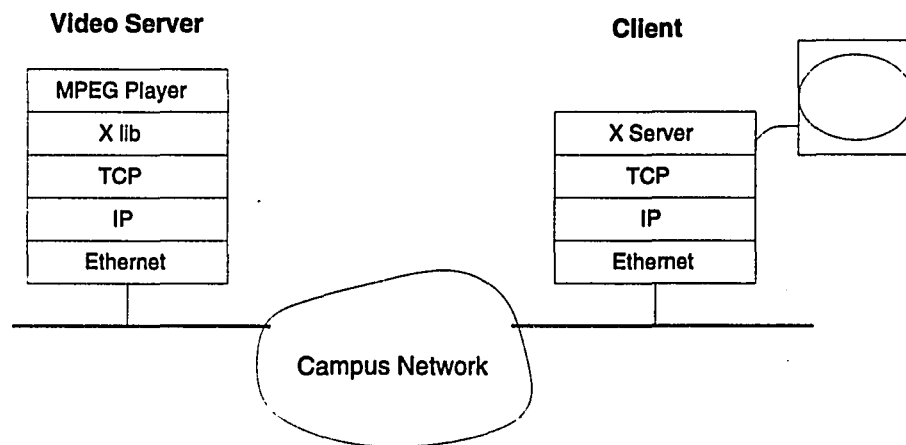 Video Server
MPEG Player
X lib
TCP
IP
Ethernet
Client
X Server
TCP
IP
Ethernet
Campus Network